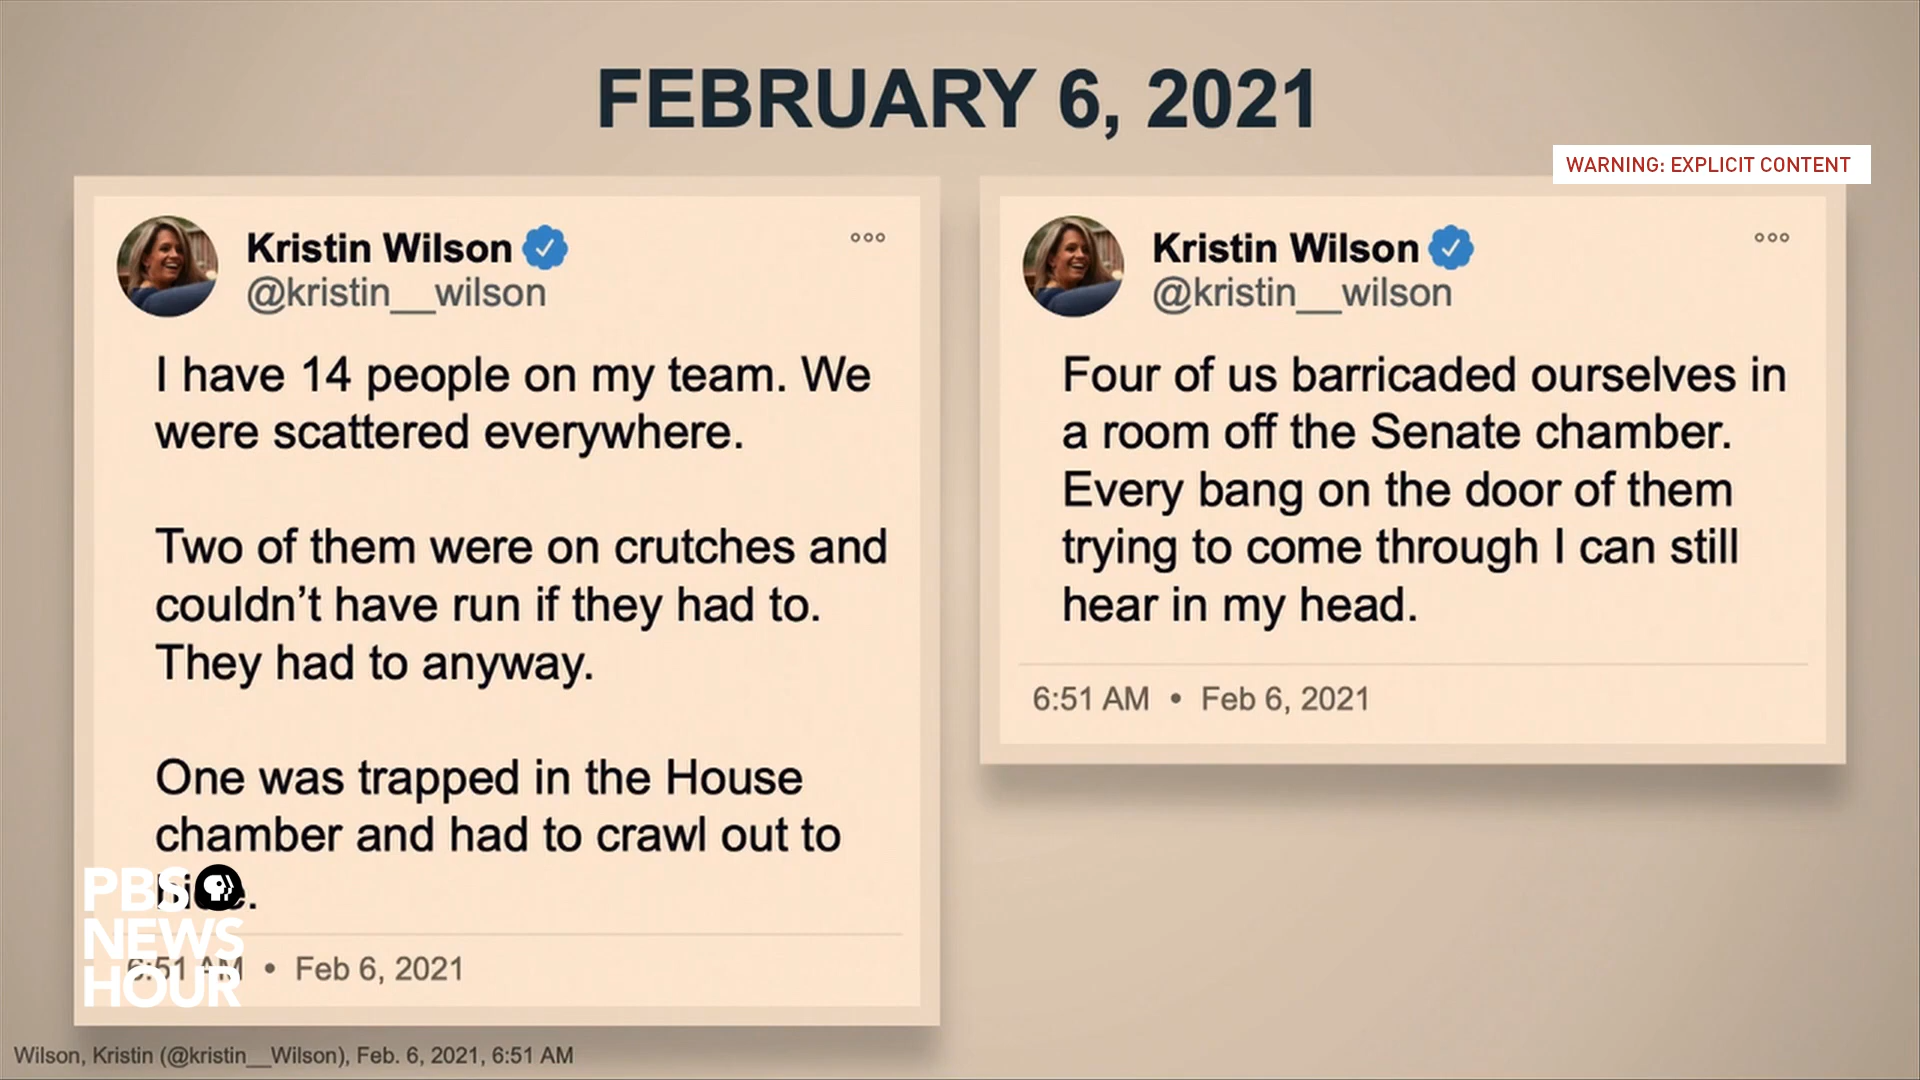 FEBRUARY 6, 2021
WARNING: EXPLICIT CONTENT
Kristin Wilson
@kristin__wilson
I have 14 people on my team. We
were scattered everywhere.
Two of them were on crutches and
couldn’t have run if they had to.
They had to anyway.
One was trapped in the House
chamber and had to crawl out to
6:51 AM • Feb 6, 2021
Kristin Wilson
@kristin__wilson
Four of us barricaded ourselves in
a room off the Senate chamber.
Every bang on the door of them
trying to come through I can still
hear in my head.
6:51 AM • Feb 6, 2021
PBS
NEWS
HOUR
Wilson, Kristin (@kristin__Wilson), Feb. 6, 2021, 6:51 AM